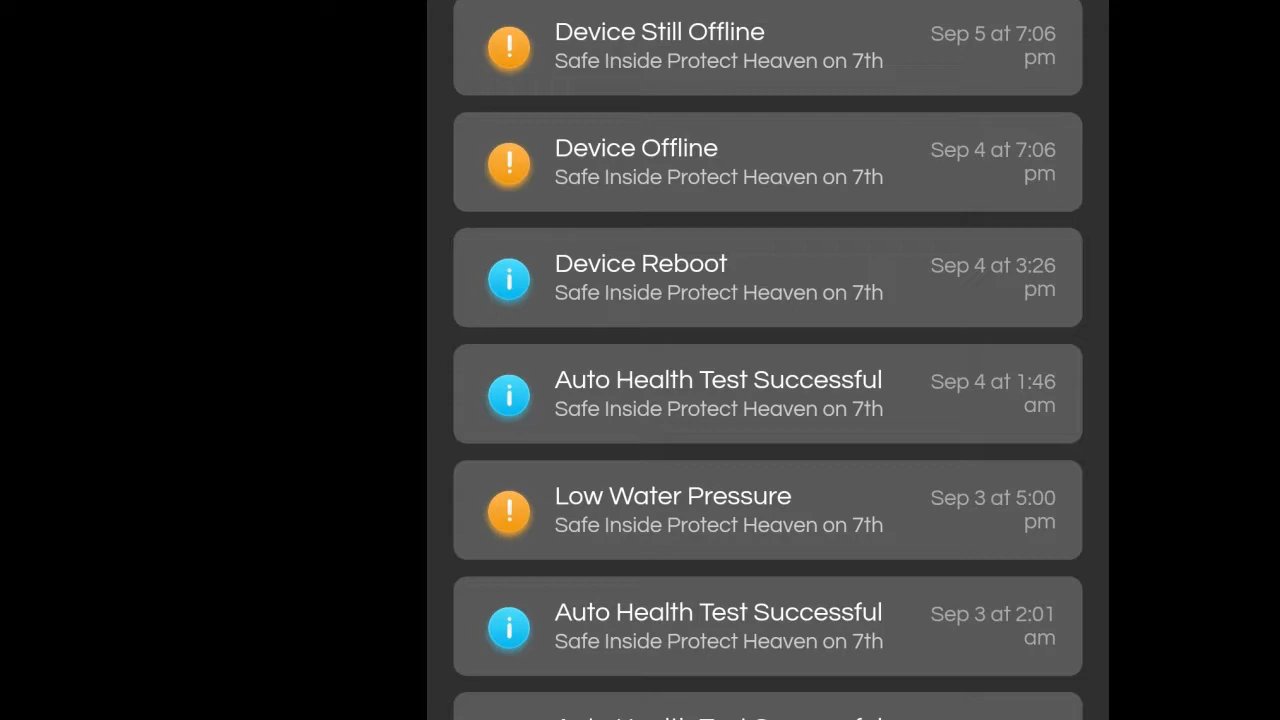 Device Still Offline
Sep 5 at 7:06
pm
Safe Inside Protect Heaven on 7th
Device Offline
Sep 4 at 7:06
pm
Safe Inside Protect Heaven on 7th
Device Reboot
Sep 4 at 3:26
pm
Safe Inside Protect Heaven on 7th
Auto Health Test Successful
Sep 4 at 1:46
am
Safe Inside Protect Heaven on 7th
Low Water Pressure
Sep 3 at 5:00
pm
Safe Inside Protect Heaven on 7th
Auto Health Test Successful
Sep 3 at 2:01
am
Safe Inside Protect Heaven on 7th